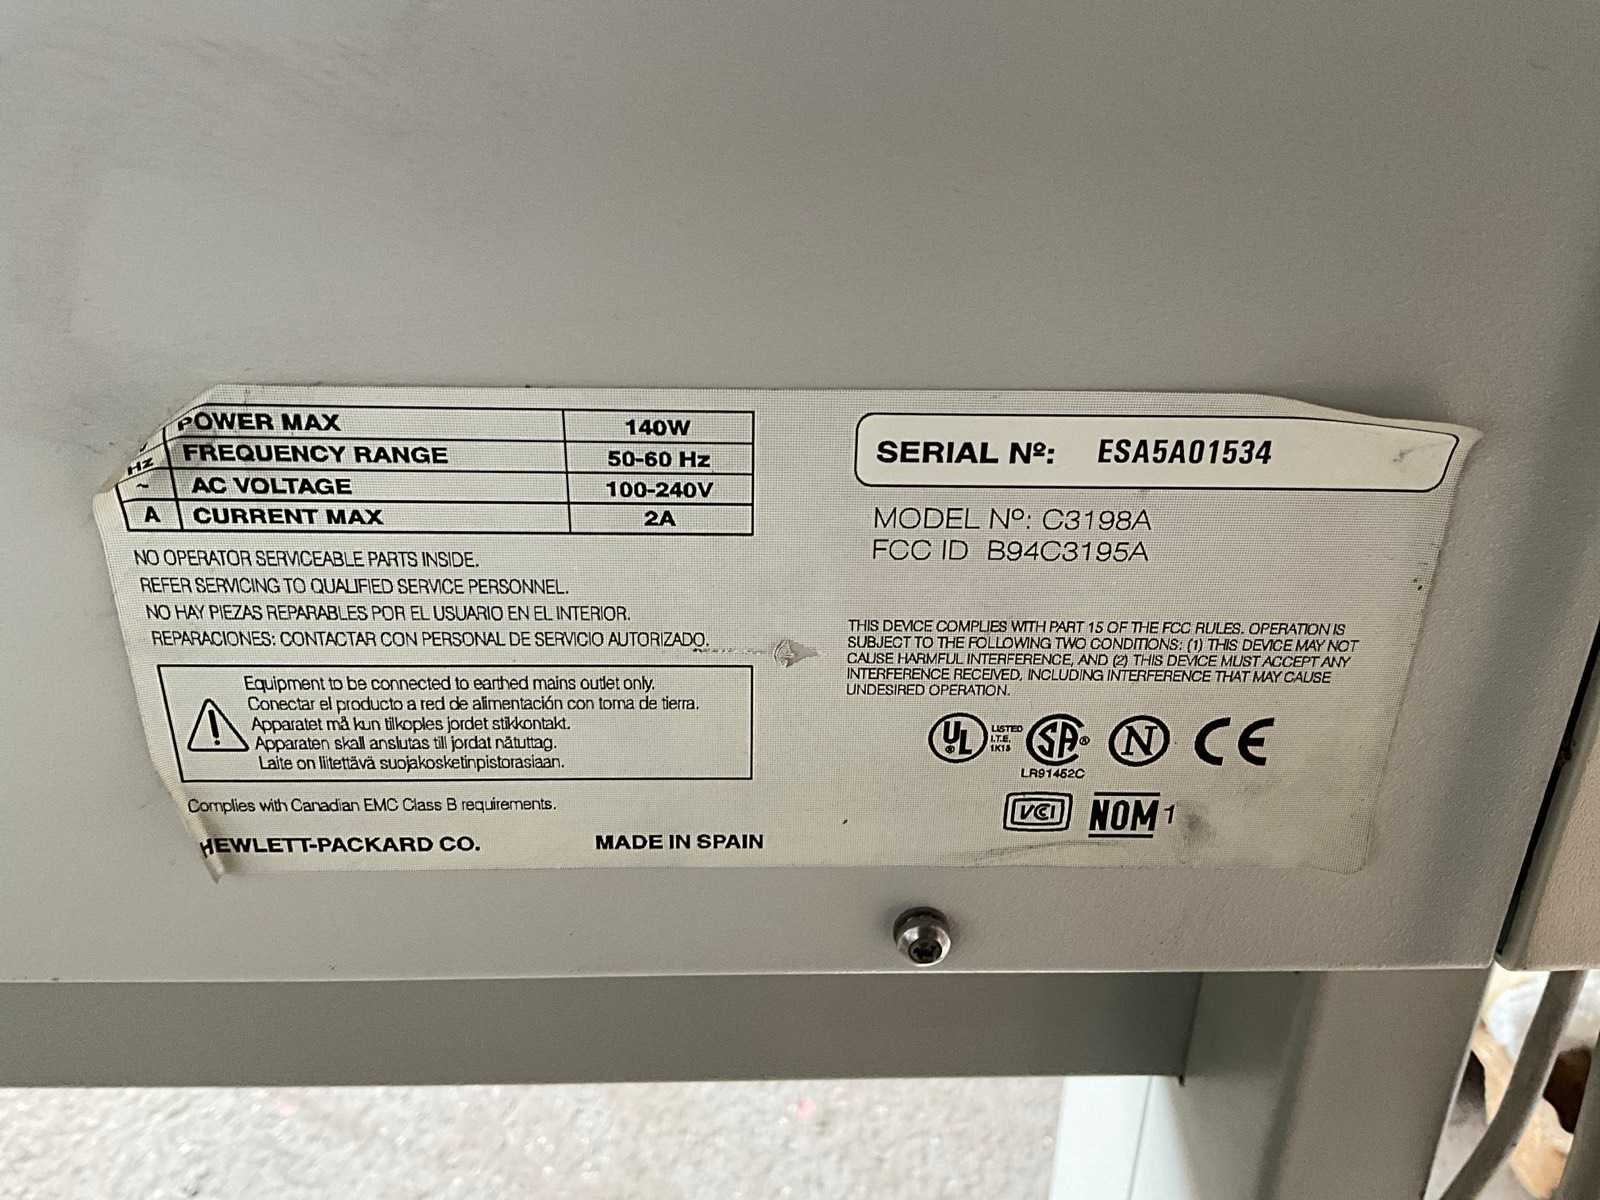 POWER MAX 140W
Hz FREQUENCY RANGE 50-60 Hz
~ AC VOLTAGE 100-240V
A CURRENT MAX 2A
NO OPERATOR SERVICEABLE PARTS INSIDE.
REFER SERVICING TO QUALIFIED SERVICE PERSONNEL.
NO HAY PIEZAS REPARABLES POR EL USUARIO EN EL INTERIOR.
REPARACIONES: CONTACTAR CON PERSONAL DE SERVICIO AUTORIZADO.
Equipment to be connected to earthed mains outlet only.
Conectar el producto a red de alimentación con toma de tierra.
Apparatet må kun tilkoples jordet stikkontakt.
Apparaten skall anslutas till jordat nätuttag.
Laite on liitettävä suojakosketinpistorasiaan.
Complies with Canadian EMC Class B requirements.
HEWLETT-PACKARD CO. MADE IN SPAIN
SERIAL Nº: ESA5A01534
MODEL Nº: C3198A
FCC ID B94C3195A
THIS DEVICE COMPLIES WITH PART 15 OF THE FCC RULES. OPERATION IS
SUBJECT TO THE FOLLOWING TWO CONDITIONS: (1) THIS DEVICE MAY NOT
CAUSE HARMFUL INTERFERENCE, AND (2) THIS DEVICE MUST ACCEPT ANY
INTERFERENCE RECEIVED, INCLUDING INTERFERENCE THAT MAY CAUSE
UNDESIRED OPERATION.
UL ® LISTED I.T.E. 1K18 SA ® N CE
LR91452C
VCI NOM 1